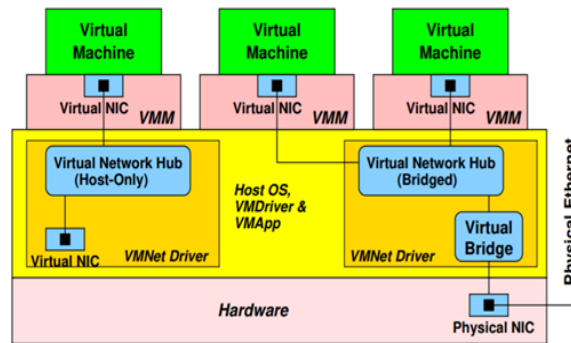 Virtual
Machine
Virtual
Machine
Virtual
Machine
Virtual NIC
VMM
Virtual NIC
VMM
Virtual NIC
VMM
Virtual Network Hub
(Host-Only)
Virtual NIC
VMNet Driver
Host OS,
VMDriver &
VMApp
Virtual Network Hub
(Bridged)
Virtual
Bridge
VMNet Driver
Physical Ethernet
Hardware
Physical NIC